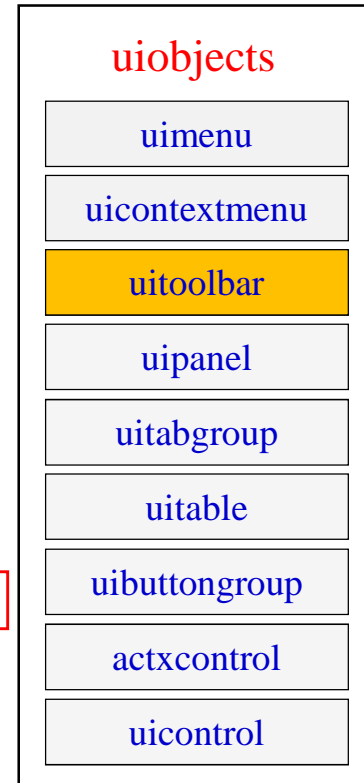 uiobjects
uimenu
uicontextmenu
uitoolbar
uipanel
uitabgroup
uitable
uibuttongroup
actxcontrol
uicontrol